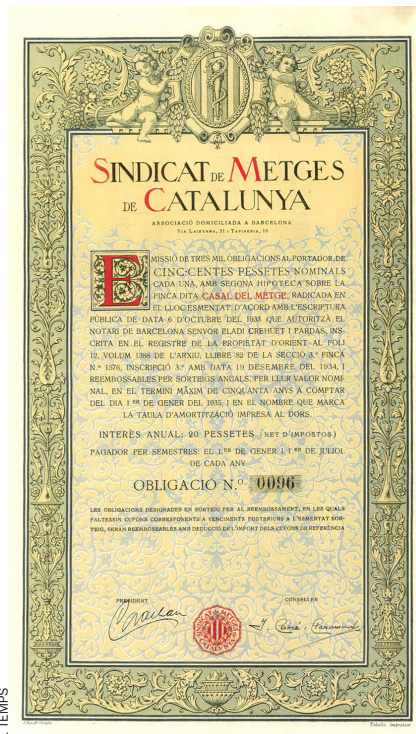 SINDICAT DE METGES
DE CATALUNYA
ASSOCIACIÓ DOMICILIADA A BARCELONA
VIA LAIETANA, 31 I TAPINERIA, 10
EMISSIÓ DE TRES MIL OBLIGACIONS AL PORTADOR, DE
CINC-CENTES PESSETES NOMINALS
CADA UNA, AMB SEGONA HIPOTECA SOBRE LA
FINCA DITA CASAL DEL METGE, RADICADA EN
EL LLOC ESMENTAT; D'ACORD AMB L'ESCRIPTURA
PÚBLICA DE DATA 6 D'OCTUBRE DEL 1933 QUE AUTORITZÀ EL
NOTARI DE BARCELONA SENYOR ELADI CREHUET I PARDAS, INS-
CRITA EN EL REGISTRE DE LA PROPIETAT D'ORIENT AL FOLI
12, VOLUM 1388 DE L'ARXIU, LLIBRE 82 DE LA SECCIÓ 3.ª FINCA
N.º 1576, INSCRIPCIÓ 3.ª AMB DATA 19 DESEMBRE DEL 1934, I
REEMBOSSABLES PER SORTEIGS ANUALS, PER LLUR VALOR NOMI-
NAL, EN EL TERMINI MÀXIM DE CINQUANTA ANYS A COMPTAR
DEL DIA 1.ER DE GENER DEL 1935, I EN EL NOMBRE QUE MARCA
LA TAULA D'AMORTITZACIÓ IMPRESA AL DORS.
INTERÈS ANUAL: 20 PESSETES (NET D'IMPOSTOS)
PAGADOR PER SEMESTRES: EL 1.ER DE GENER I 1.ER DE JULIOL
DE CADA ANY
OBLIGACIÓ N.º 0096
LES OBLIGACIONS DESIGNADES EN SORTEIG PER AL REEMBOSSAMENT, EN LES QUALS
FALTESSIN CUPONS CORRESPONENTS A VENCIMENTS POSTERIORS A L'ESMENTAT SOR-
TEIG, SERAN REEMBOSSABLES AMB DEDUCCIÓ DE L'IMPORT DELS CUPONS DE REFERÈNCIA
PRESIDENT
CONSELLER
SINDICAT DE METGES
CATALUNYA
TEMPS